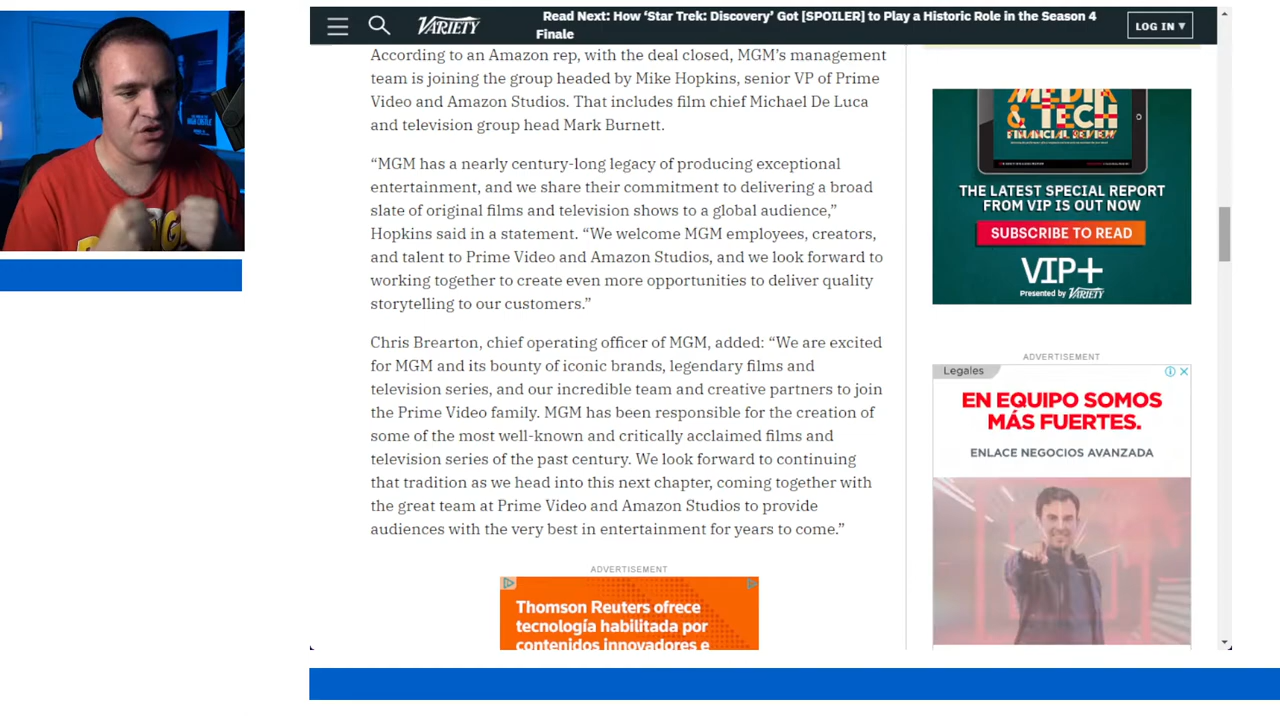 VARIETY
Read Next: How ‘Star Trek: Discovery’ Got [SPOILER] to Play a Historic Role in the Season 4
Finale
LOG IN ▾
According to an Amazon rep, with the deal closed, MGM’s management
team is joining the group headed by Mike Hopkins, senior VP of Prime
Video and Amazon Studios. That includes film chief Michael De Luca
and television group head Mark Burnett.
“MGM has a nearly century-long legacy of producing exceptional
entertainment, and we share their commitment to delivering a broad
slate of original films and television shows to a global audience,”
Hopkins said in a statement. “We welcome MGM employees, creators,
and talent to Prime Video and Amazon Studios, and we look forward to
working together to create even more opportunities to deliver quality
storytelling to our customers.”
Chris Brearton, chief operating officer of MGM, added: “We are excited
for MGM and its bounty of iconic brands, legendary films and
television series, and our incredible team and creative partners to join
the Prime Video family. MGM has been responsible for the creation of
some of the most well-known and critically acclaimed films and
television series of the past century. We look forward to continuing
that tradition as we head into this next chapter, coming together with
the great team at Prime Video and Amazon Studios to provide
audiences with the very best in entertainment for years to come.”
ADVERTISEMENT
Thomson Reuters ofrece
tecnología habilitada por
contenidos innovadores e
MEDIA
& TECH
FINANCIAL REVIEW
THE LATEST SPECIAL REPORT
FROM VIP IS OUT NOW
SUBSCRIBE TO READ
VIP+
Presented by VARIETY
ADVERTISEMENT
Legales
EN EQUIPO SOMOS
MÁS FUERTES.
ENLACE NEGOCIOS AVANZADA